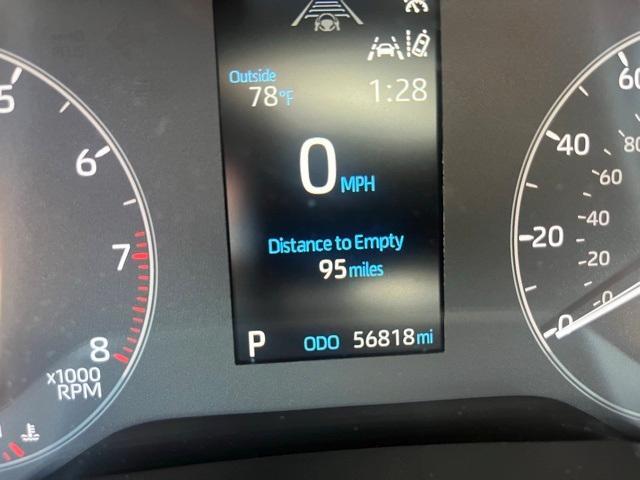 Outside
78°F 1:28
0 MPH
Distance to Empty
95 miles
P ODO 56818 mi
5
6
7
8
x1000
RPM
60
40
20
0
80
60
40
20
0